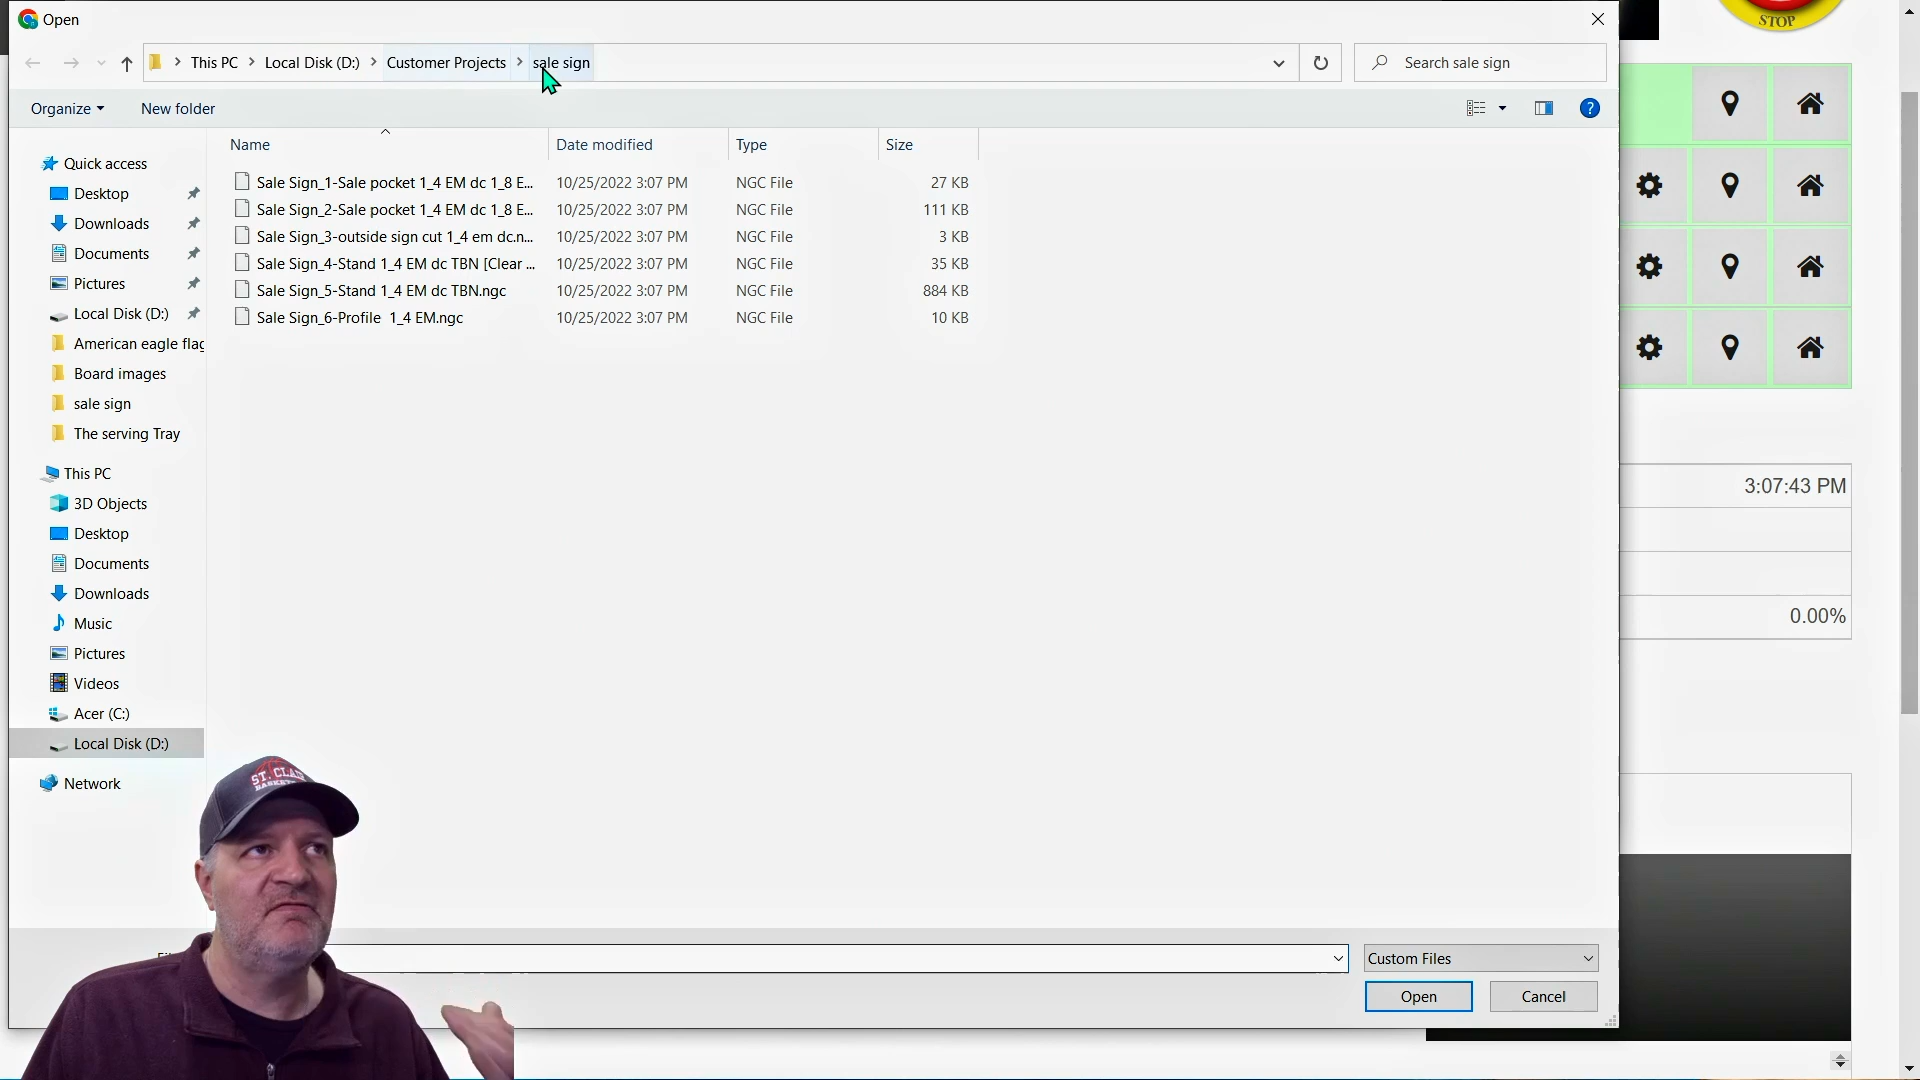 Open
STOP
This PC > Local Disk (D:) > Customer Projects > sale sign
Search sale sign
Organize
New folder
Name
Date modified
Type
Size
Quick access
Desktop
Downloads
Documents
Pictures
Local Disk (D:)
American eagle flag
Board images
sale sign
The serving Tray
This PC
3D Objects
Desktop
Documents
Downloads
Music
Pictures
Videos
Acer (C:)
Local Disk (D:)
Network
Sale Sign_1-Sale pocket 1_4 EM dc 1_8 E... 10/25/2022 3:07 PM NGC File 27 KB
Sale Sign_2-Sale pocket 1_4 EM dc 1_8 E... 10/25/2022 3:07 PM NGC File 111 KB
Sale Sign_3-outside sign cut 1_4 em dc.n... 10/25/2022 3:07 PM NGC File 3 KB
Sale Sign_4-Stand 1_4 EM dc TBN [Clear ... 10/25/2022 3:07 PM NGC File 35 KB
Sale Sign_5-Stand 1_4 EM dc TBN.ngc 10/25/2022 3:07 PM NGC File 884 KB
Sale Sign_6-Profile 1_4 EM.ngc 10/25/2022 3:07 PM NGC File 10 KB
3:07:43 PM
0.00%
ST. CLAIR
Custom Files
Open
Cancel